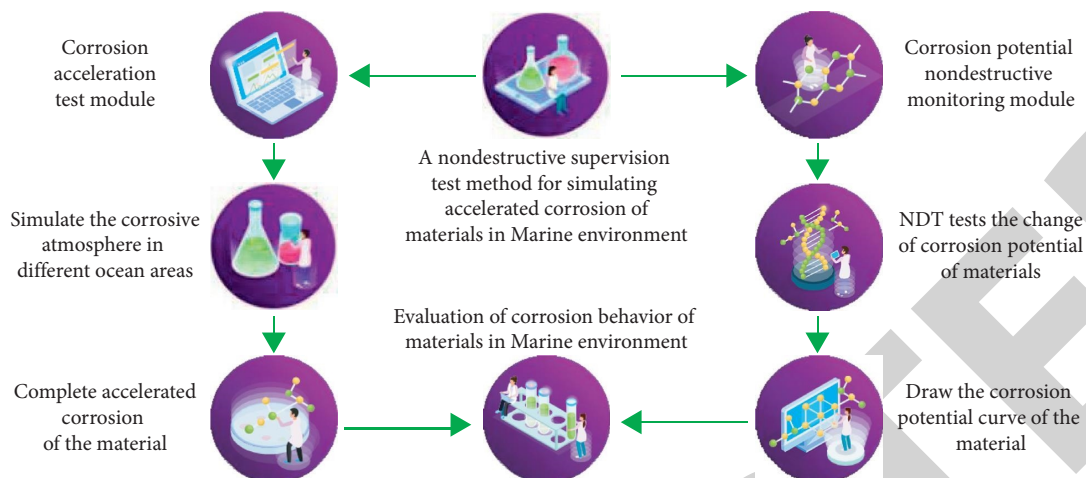 Corrosion
acceleration
test module
Corrosion potential
nondestructive
monitoring module
A nondestructive supervision
test method for simulating
accelerated corrosion of
materials in Marine environment
Simulate the corrosive
atmosphere in
different ocean areas
NDT tests the change
of corrosion potential
of materials
Evaluation of corrosion behavior of
materials in Marine environment
Complete accelerated
corrosion
of the material
Draw the corrosion
potential curve of the
material